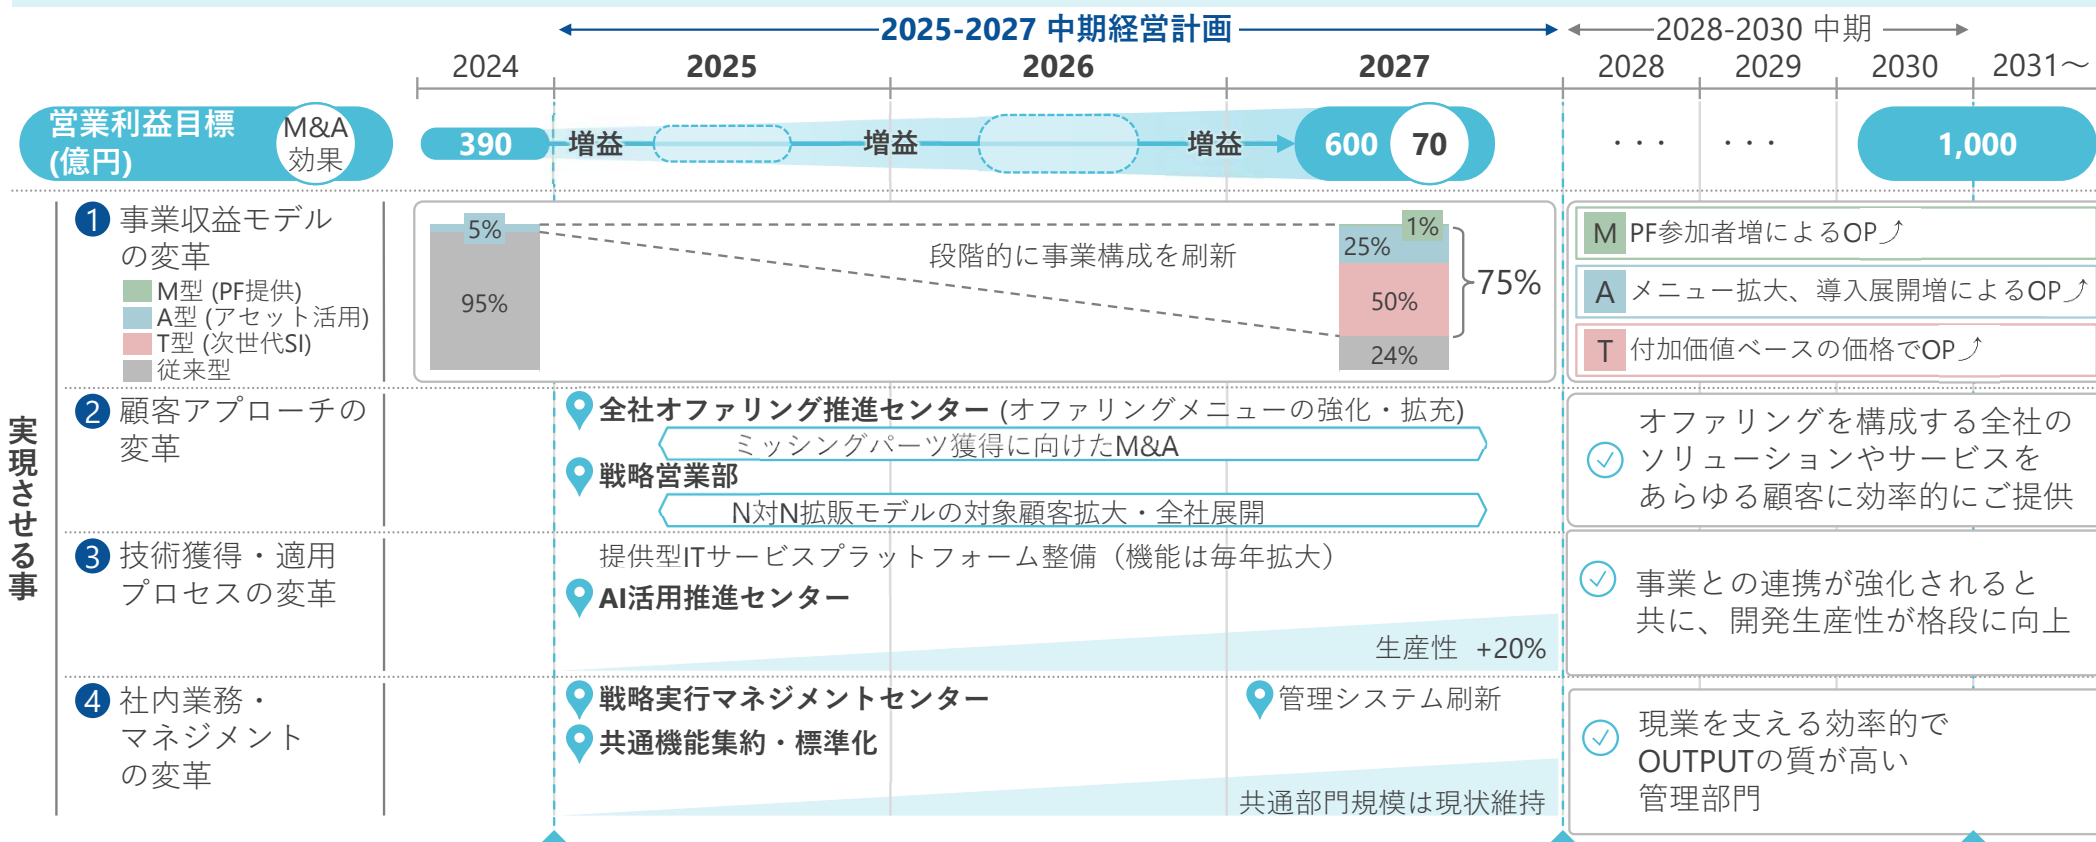 2025-2027 中期経営計画
2028-2030 中期
2024
2025
2026
2027
2028
2029
2030
2031～
営業利益目標
(億円)
M&A
効果
390
増益
増益
増益
600
70
・・・
・・・
1,000
実現させる事
1 事業収益モデル
の変革
M型 (PF提供)
A型 (アセット活用)
T型 (次世代SI)
従来型
5%
95%
段階的に事業構成を刷新
1%
25%
50%
24%
75%
M PF参加者増によるOP⤴
A メニュー拡大、導入展開増によるOP⤴
T 付加価値ベースの価格でOP⤴
2 顧客アプローチの
変革
全社オファリング推進センター (オファリングメニューの強化・拡充)
ミッシングパーツ獲得に向けたM&A
戦略営業部
N対N拡販モデルの対象顧客拡大・全社展開
オファリングを構成する全社の
ソリューションやサービスを
あらゆる顧客に効率的にご提供
3 技術獲得・適用
プロセスの変革
提供型ITサービスプラットフォーム整備（機能は毎年拡大）
AI活用推進センター
生産性 +20%
事業との連携が強化されると
共に、開発生産性が格段に向上
4 社内業務・
マネジメント
の変革
戦略実行マネジメントセンター
管理システム刷新
共通機能集約・標準化
共通部門規模は現状維持
現業を支える効率的で
OUTPUTの質が高い
管理部門